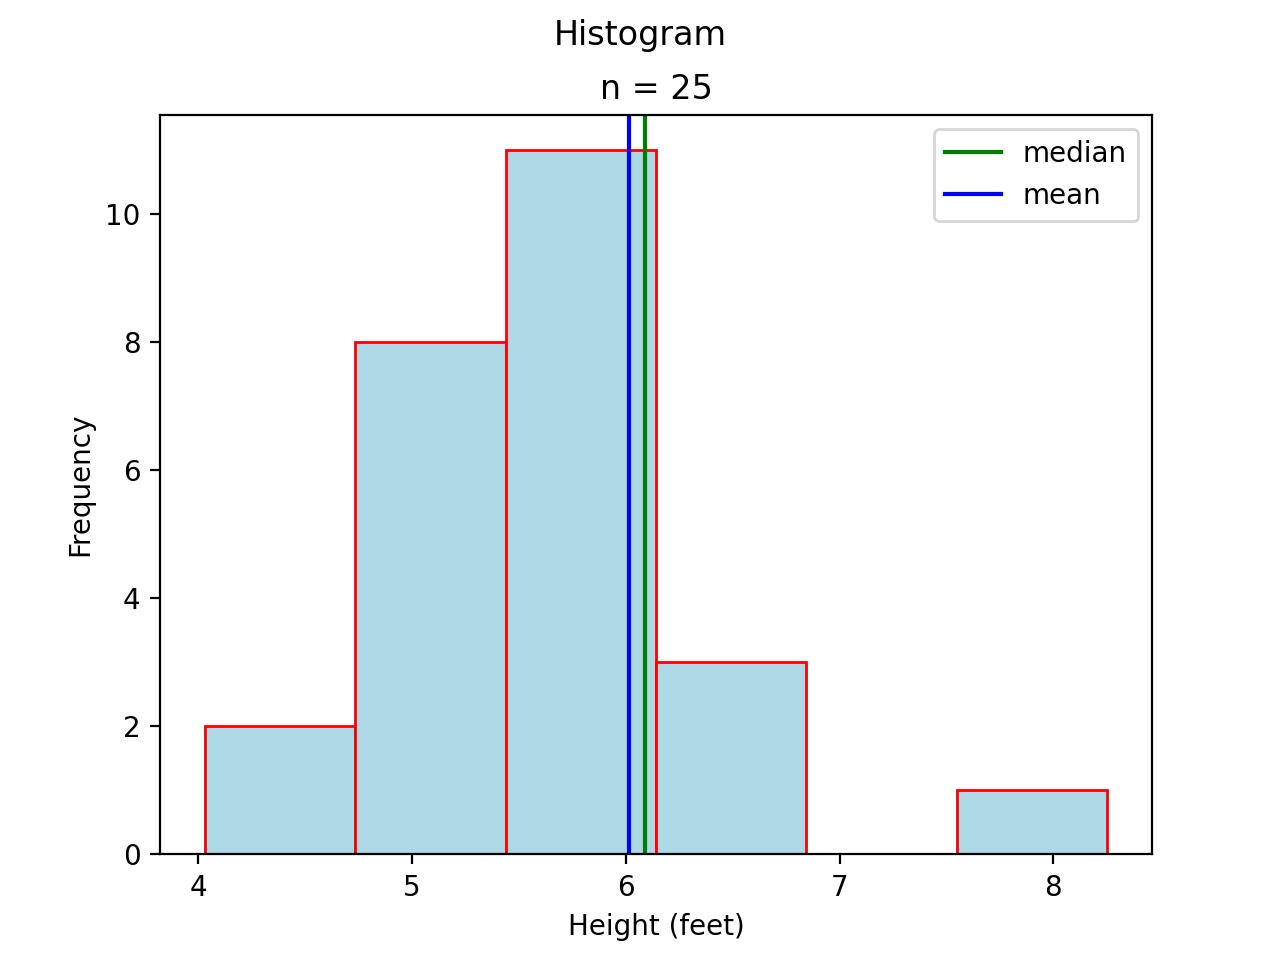 Histogram
n = 25
median
mean
10
8
6
4
2
0
Frequency
4 5 6 7 8
Height (feet)